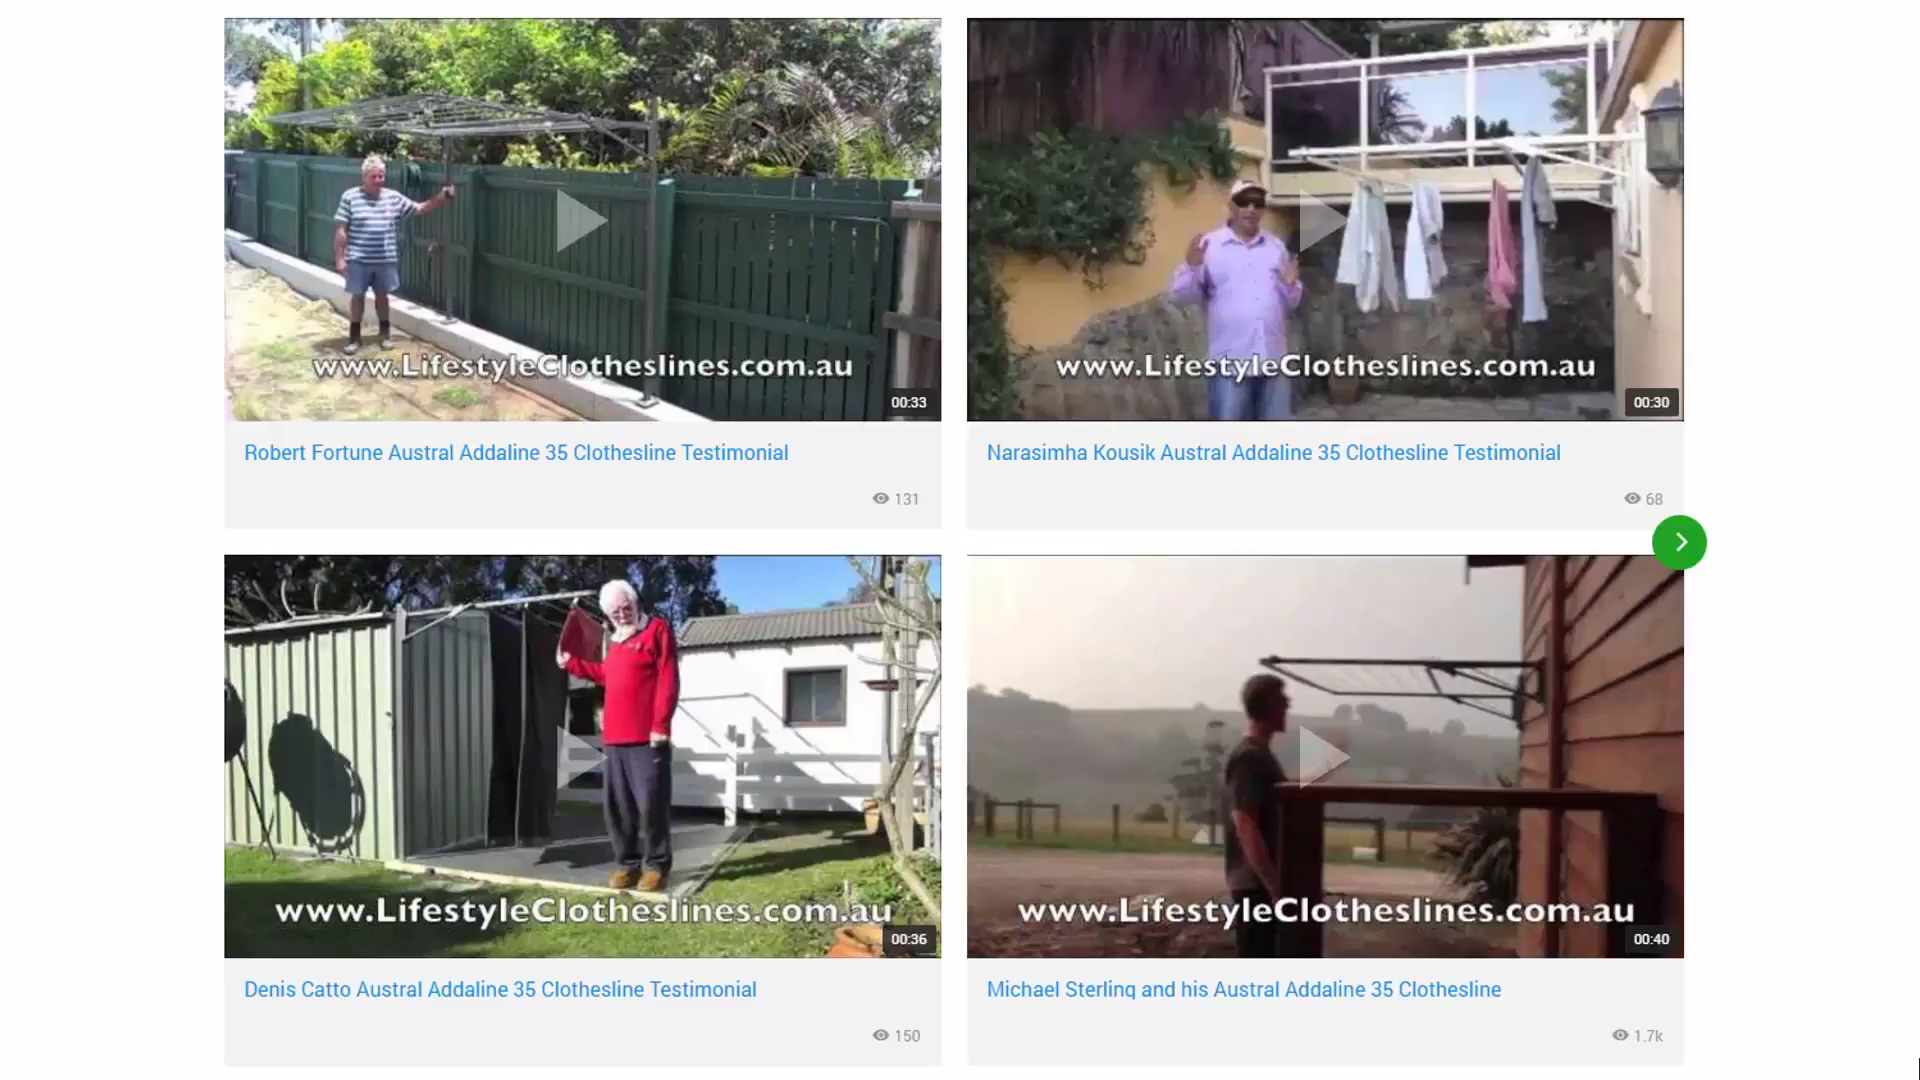 www.LifestyleClotheslines.com.au
00:33
Robert Fortune Austral Addaline 35 Clothesline Testimonial
131
www.LifestyleClotheslines.com.au
00:30
Narasimha Kousik Austral Addaline 35 Clothesline Testimonial
68
www.LifestyleClotheslines.com.au
00:36
Denis Catto Austral Addaline 35 Clothesline Testimonial
150
www.LifestyleClotheslines.com.au
00:40
Michael Sterling and his Austral Addaline 35 Clothesline
1.7k